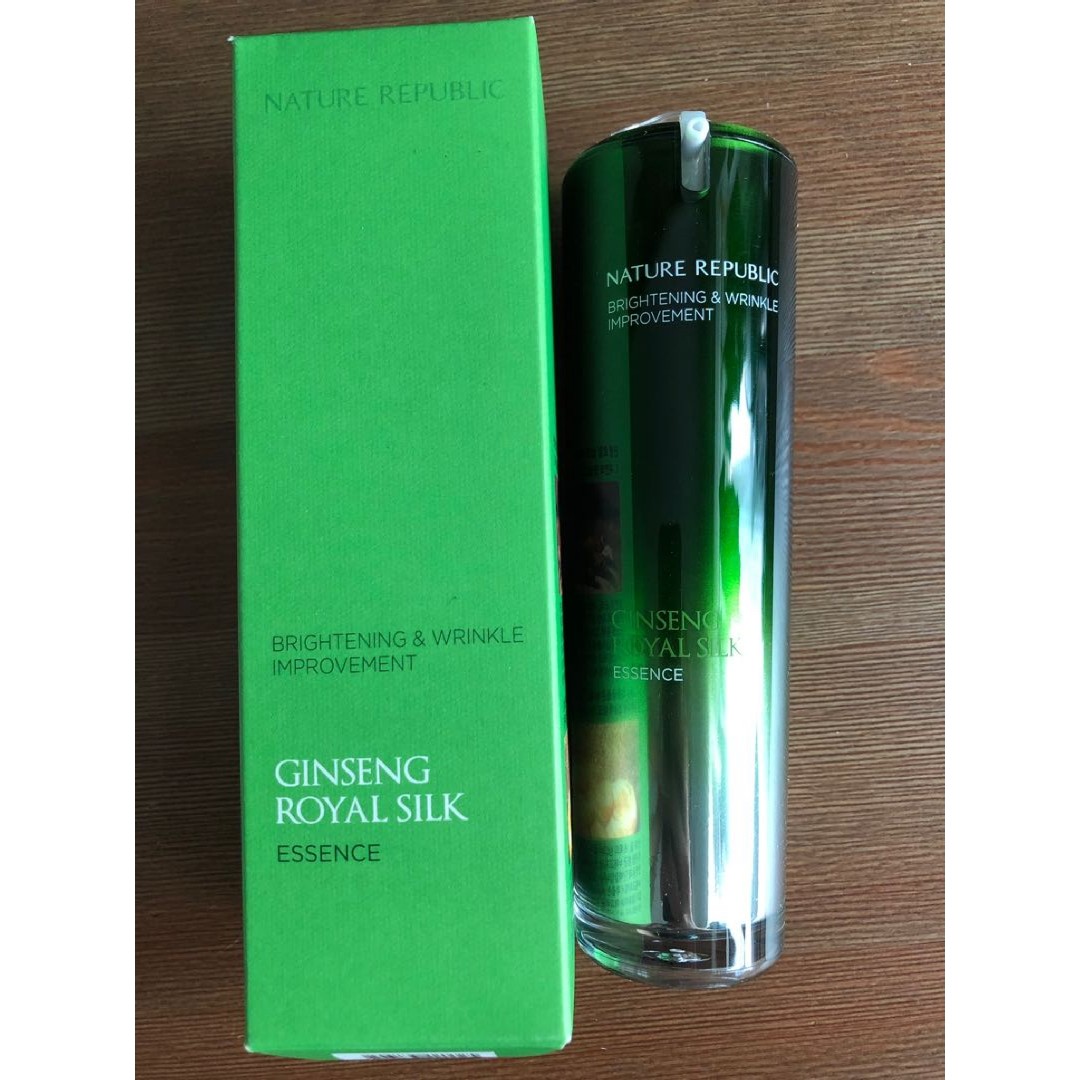 NATURE REPUBLIC
BRIGHTENING & WRINKLE
IMPROVEMENT
GINSENG
ROYAL SILK
ESSENCE
NATURE REPUBLIC
BRIGHTENING & WRINKLE
IMPROVEMENT
GINSENG
ROYAL SILK
ESSENCE